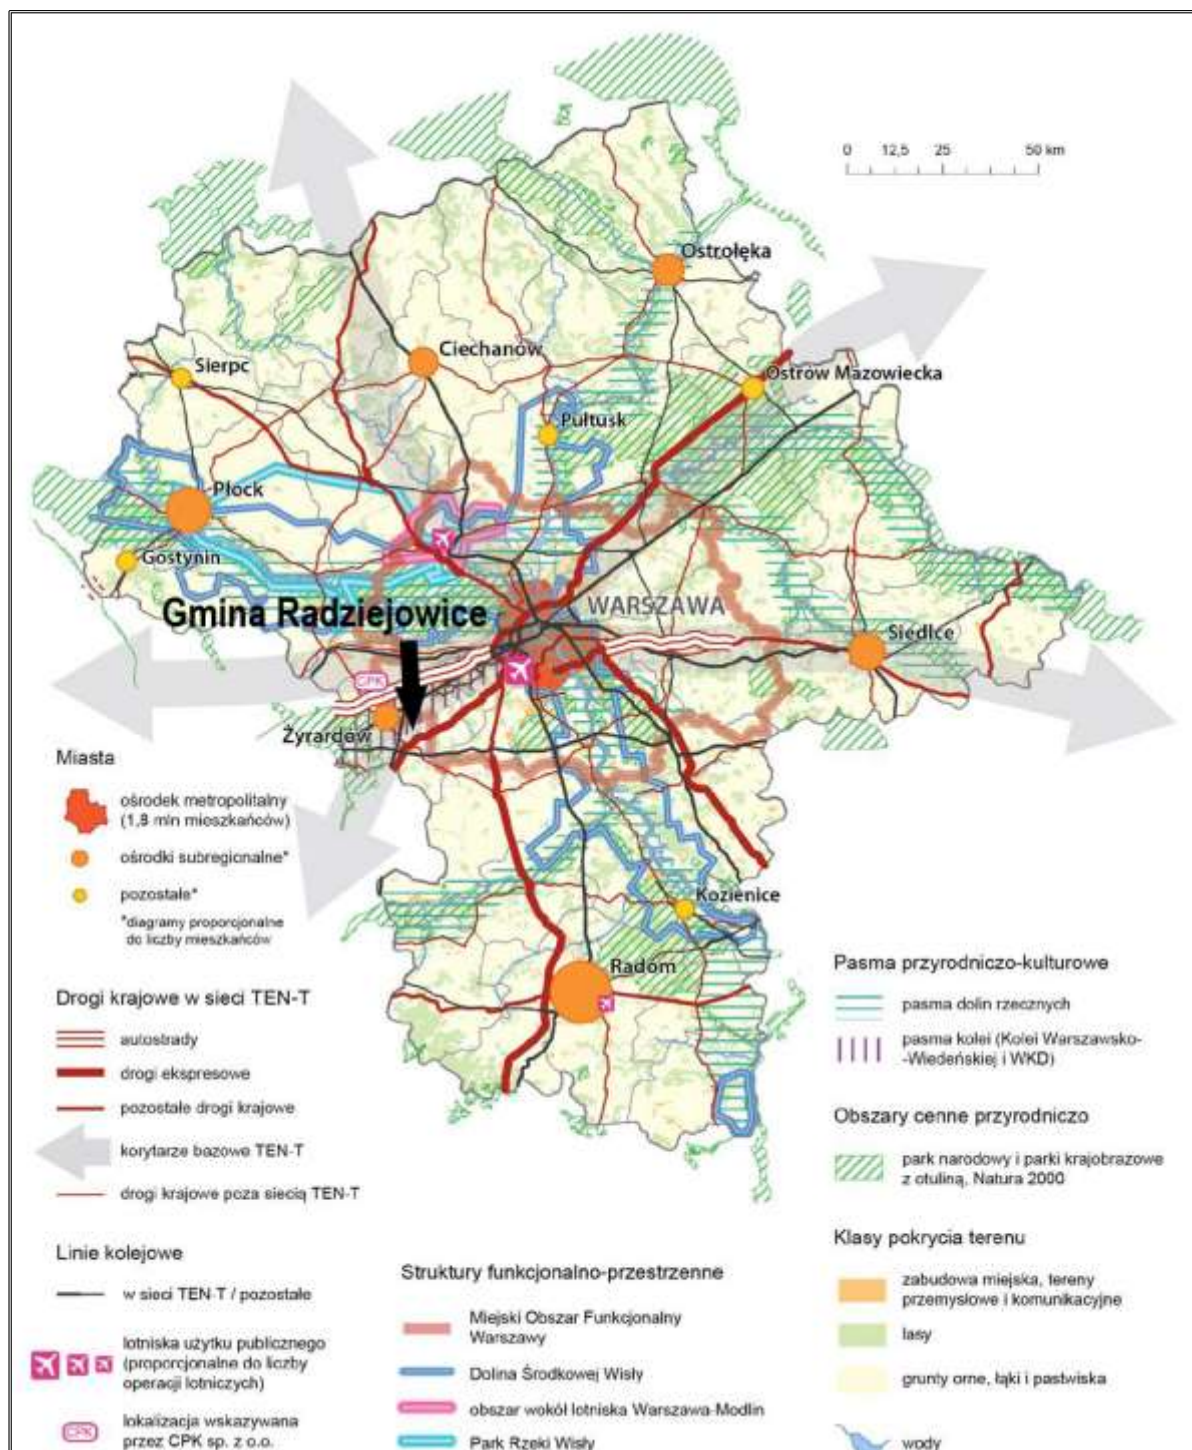 0 12,5 25 50 km
Ostrołęka
Ciechanów
Sierpc
Ostrów Mazowiecka
Pułtusk
Płock
Gostynin
Gmina Radziejowice
WARSZAWA
Siedlce
CPK
Żyrardów
Kozienice
Radom
Miasta
ośrodek metropolitalny
(1,8 mln mieszkańców)
ośrodki subregionalne*
pozostałe*
*diagramy proporcjonalne
do liczby mieszkańców
Drogi krajowe w sieci TEN-T
autostrady
drogi ekspresowe
pozostałe drogi krajowe
korytarze bazowe TEN-T
drogi krajowe poza siecią TEN-T
Linie kolejowe
w sieci TEN-T / pozostałe
lotniska użytku publicznego
(proporcjonalne do liczby
operacji lotniczych)
CPK
lokalizacja wskazywana
przez CPK sp. z o.o.
Struktury funkcjonalno-przestrzenne
Miejski Obszar Funkcjonalny
Warszawy
Dolina Środkowej Wisły
obszar wokół lotniska Warszawa-Modlin
Park Rzeki Wisły
Pasma przyrodniczo-kulturowe
pasma dolin rzecznych
pasma kolei (Kolei Warszawsko-
-Wiedeńskiej i WKD)
Obszary cenne przyrodniczo
park narodowy i parki krajobrazowe
z otuliną, Natura 2000
Klasy pokrycia terenu
zabudowa miejska, tereny
przemysłowe i komunikacyjne
lasy
grunty orne, łąki i pastwiska
wody